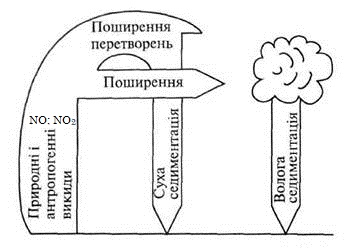 Поширення
перетворень
Поширення
NO: NO₂
Природні і
антропогенні
викиди
Суха
седиментація
Волога
седиментація